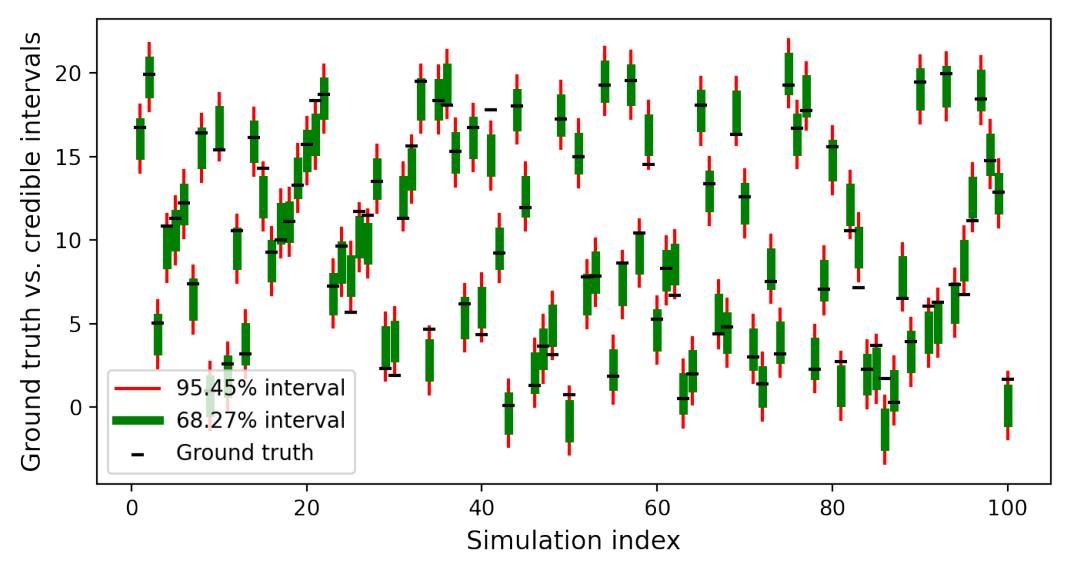 Ground truth vs. credible intervals
20
15
10
5
0
95.45% interval
68.27% interval
Ground truth
0 20 40 60 80 100
Simulation index